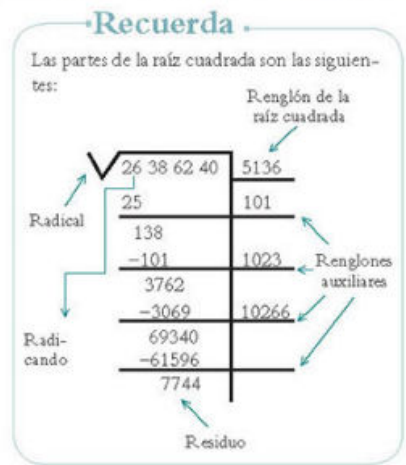 Recuerda
Las partes de la raíz cuadrada son las siguien-
tes:
Renglón de la
raíz cuadrada
26 38 62 40 5136
25 101
Radical
138
−101 1023
Renglones
auxiliares
3762
−3069 10266
Radi-
cando
69340
−61596
7744
Residuo